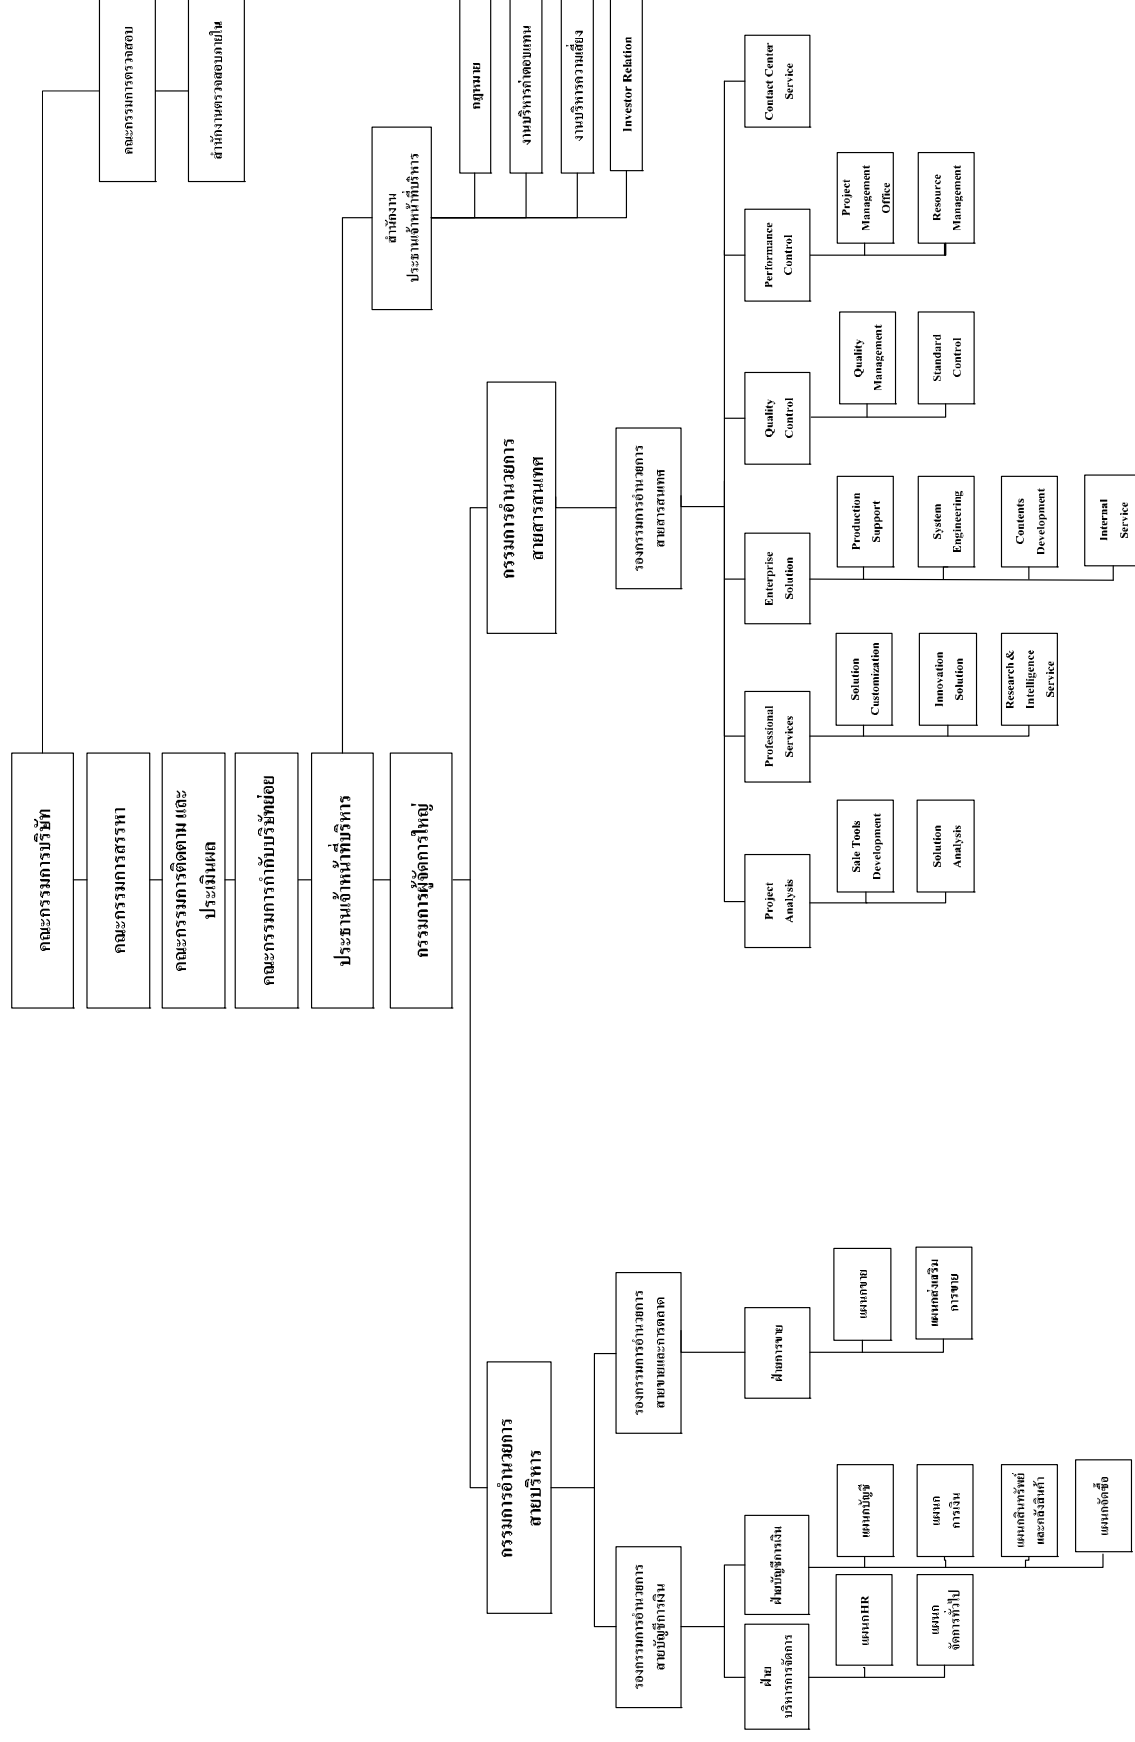 คณะกรรมการบริษัท
คณะกรรมการตรวจสอบ
สำนักงานตรวจสอบภายใน
คณะกรรมการสรรหา
คณะกรรมการติดตาม และ
ประเมินผล
คณะกรรมการกำกับบริษัทย่อย
ประธานเจ้าหน้าที่บริหาร
สำนักงาน
ประธานเจ้าหน้าที่บริหาร
กฎหมาย
งานบริหารค่าตอบแทน
งานบริหารความเสี่ยง
Investor Relation
กรรมการผู้จัดการใหญ่
กรรมการอำนวยการ
สายบริหาร
กรรมการอำนวยการ
สายสารสนเทศ
รองกรรมการอำนวยการ
สายบัญชีการเงิน
รองกรรมการอำนวยการ
สายขายและการตลาด
รองกรรมการอำนวยการ
สายสารสนเทศ
ฝ่าย
บริหารการจัดการ
แผนกHR
แผนก
จัดการทั่วไป
ฝ่ายบัญชีการเงิน
แผนกบัญชี
แผนก
การเงิน
แผนกสินทรัพย์
และคลังสินค้า
แผนกจัดซื้อ
ฝ่ายการขาย
แผนกขาย
แผนกส่งเสริม
การขาย
Project
Analysis
Sale Tools
Development
Solution
Analysis
Professional
Services
Solution
Customization
Innovation
Solution
Research &
Intelligence
Service
Enterprise
Solution
Production
Support
System
Engineering
Contents
Development
Internal
Service
Quality
Control
Quality
Management
Standard
Control
Performance
Control
Project
Management
Office
Resource
Management
Contact Center
Service